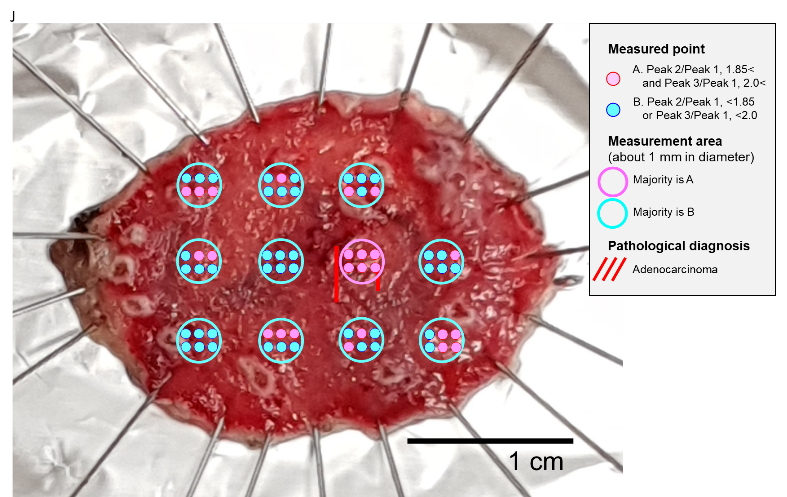 J
Measured point
A. Peak 2/Peak 1, 1.85<
and Peak 3/Peak 1, 2.0<
B. Peak 2/Peak 1, <1.85
or Peak 3/Peak 1, <2.0
Measurement area
(about 1 mm in diameter)
Majority is A
Majority is B
Pathological diagnosis
Adenocarcinoma
1 cm